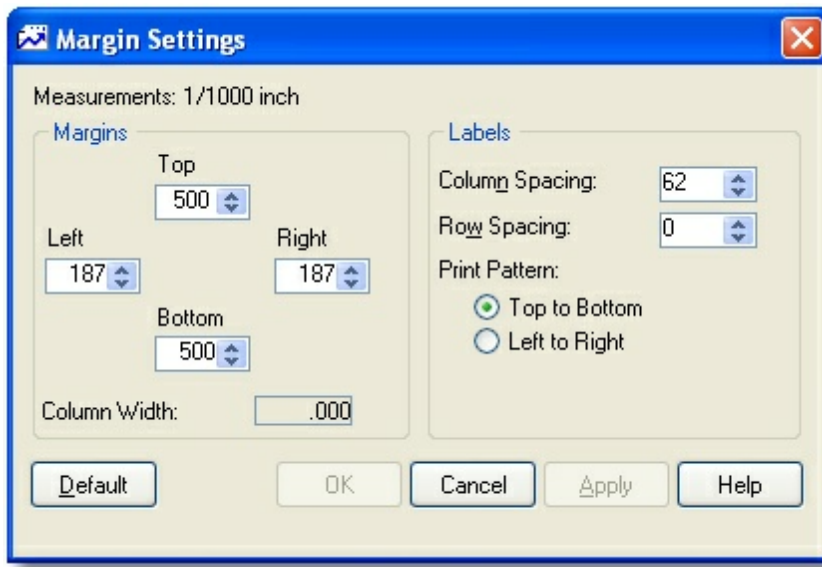 Margin Settings
Measurements: 1/1000 inch
Margins
Top
500
Left
Right
187
187
Bottom
500
Column Width:
.000
Labels
Column Spacing:
62
Row Spacing:
0
Print Pattern:
Top to Bottom
Left to Right
Default
OK
Cancel
Apply
Help